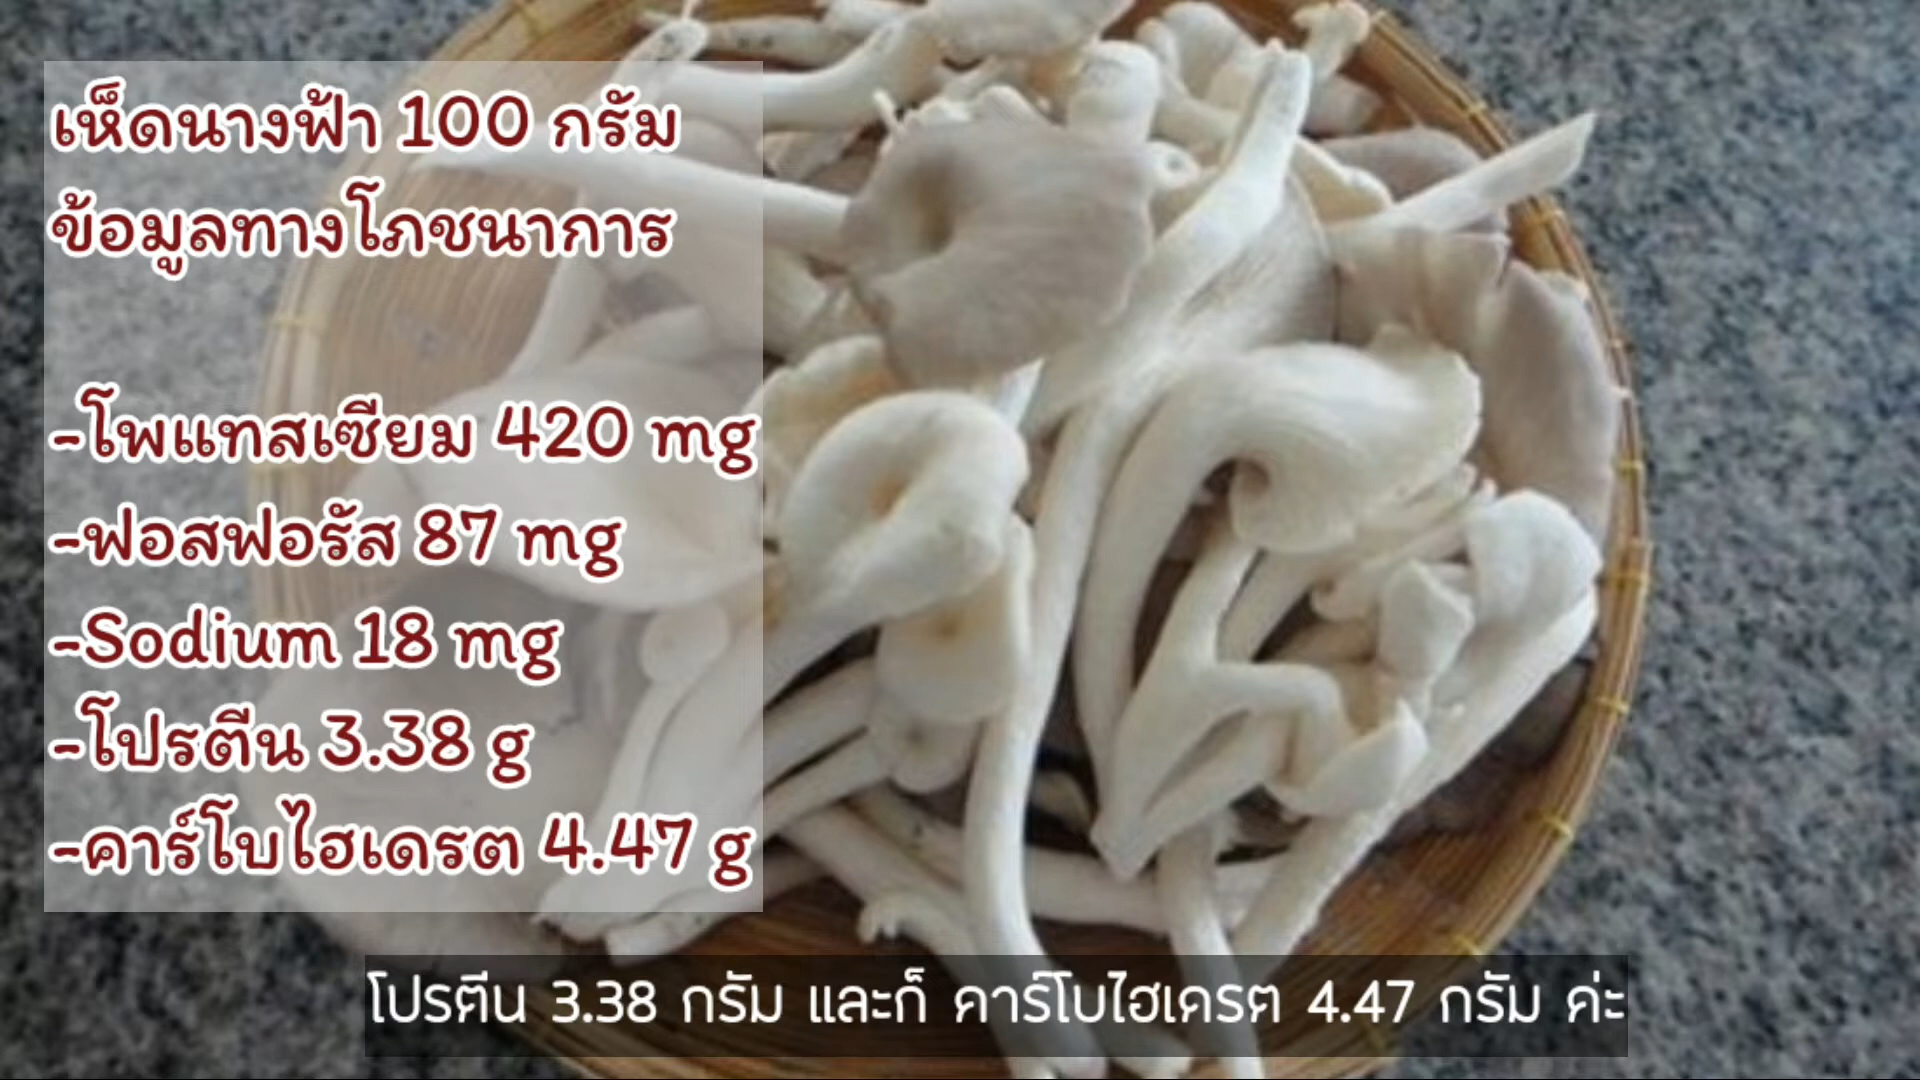 เห็ดนางฟ้า 100 กรัม
ข้อมูลทางโภชนาการ
-โพแทสเซียม 420 mg
-ฟอสฟอรัส 87 mg
-Sodium 18 mg
-โปรตีน 3.38 g
-คาร์โบไฮเดรต 4.47 g
โปรตีน 3.38 กรัม และก็ คาร์โบไฮเดรต 4.47 กรัม ค่ะ